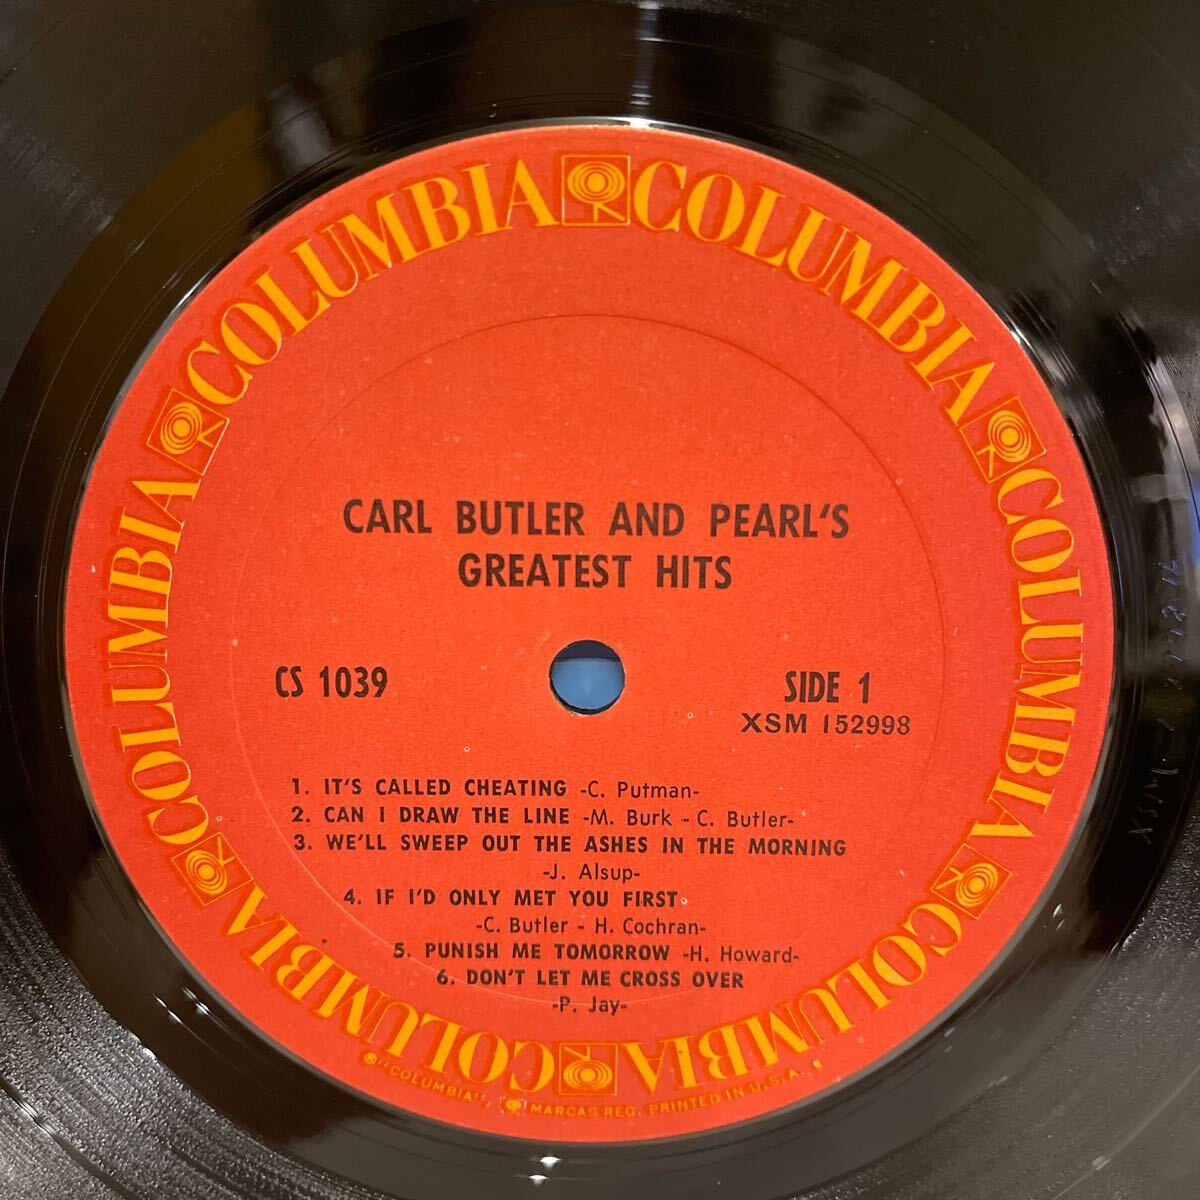 COLUMBIA COLUMBIA COLUMBIA COLUMBIA COLUMBIA COLUMBIA
CARL BUTLER AND PEARL'S
GREATEST HITS
CS 1039
SIDE 1
XSM 152998
1. IT'S CALLED CHEATING -C. Putman-
2. CAN I DRAW THE LINE -M. Burk - C. Butler-
3. WE'LL SWEEP OUT THE ASHES IN THE MORNING
-J. Alsup-
4. IF I'D ONLY MET YOU FIRST
-C. Butler - H. Cochran-
5. PUNISH ME TOMORROW -H. Howard-
6. DON'T LET ME CROSS OVER
-P. Jay-
®"COLUMBIA", MARCAS REG. PRINTED IN U.S.A.